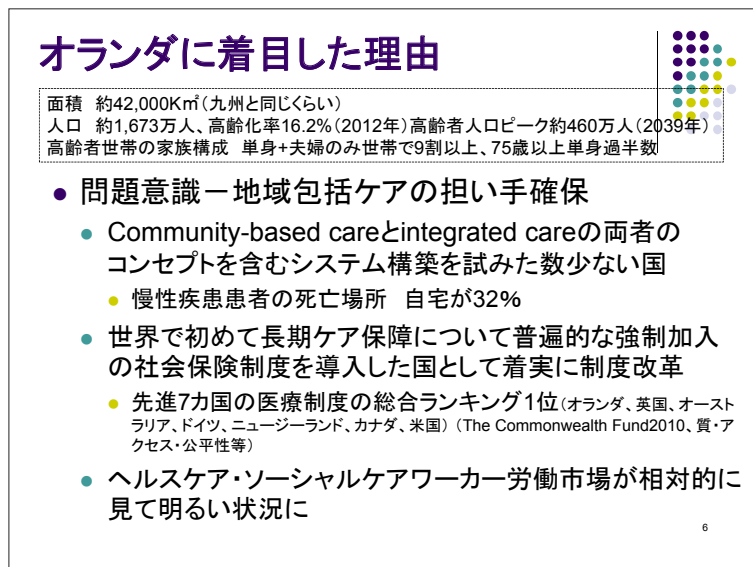 オランダに着目した理由
面積　約42,000K㎡（九州と同じくらい）
人口　約1,673万人、高齢化率16.2%（2012年）高齢者人口ピーク約460万人（2039年）
高齢者世帯の家族構成　単身+夫婦のみ世帯で9割以上、75歳以上単身過半数
● 問題意識－地域包括ケアの担い手確保
● Community-based careとintegrated careの両者の
コンセプトを含むシステム構築を試みた数少ない国
● 慢性疾患患者の死亡場所　自宅が32%
● 世界で初めて長期ケア保障について普遍的な強制加入
の社会保険制度を導入した国として着実に制度改革
● 先進7カ国の医療制度の総合ランキング1位（オランダ、英国、オースト
ラリア、ドイツ、ニュージーランド、カナダ、米国）（The Commonwealth Fund2010、質・ア
クセス・公平性等）
● ヘルスケア・ソーシャルケアワーカー労働市場が相対的に
見て明るい状況に
6